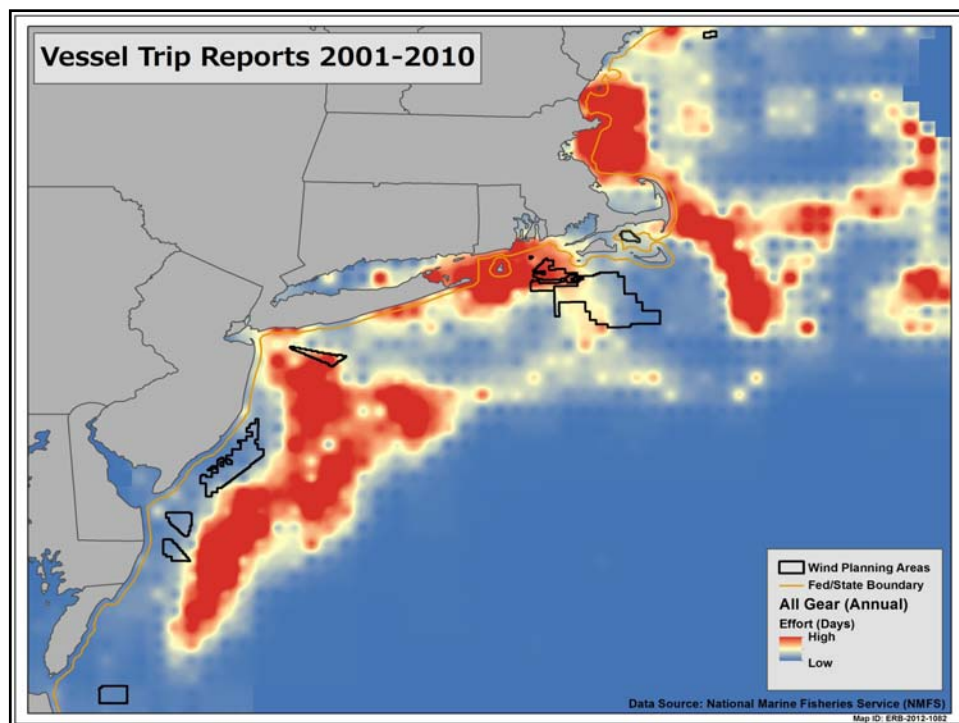 Vessel Trip Reports 2001-2010
Wind Planning Areas
Fed/State Boundary
All Gear (Annual)
Effort (Days)
High
Low
Data Source: National Marine Fisheries Service (NMFS)
Map ID: ERB-2012-1082